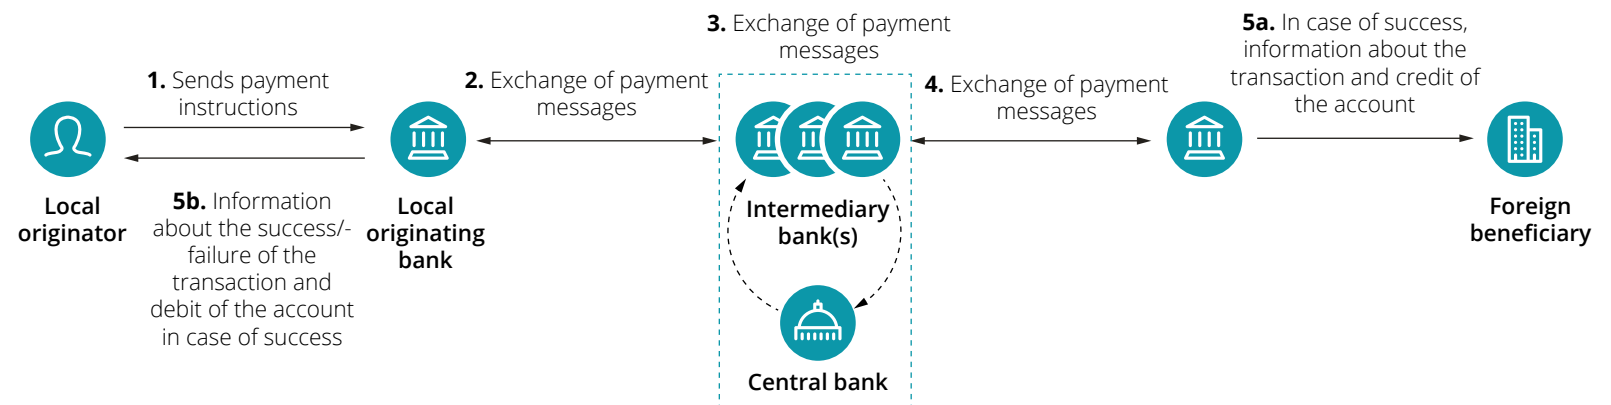 1. Sends payment
instructions
2. Exchange of payment
messages
3. Exchange of payment
messages
4. Exchange of payment
messages
5a. In case of success,
information about the
transaction and credit of
the account
Local
originator
5b. Information
about the success/-
failure of the
transaction and
debit of the account
in case of success
Local
originating
bank
Intermediary
bank(s)
Central bank
Foreign
beneficiary